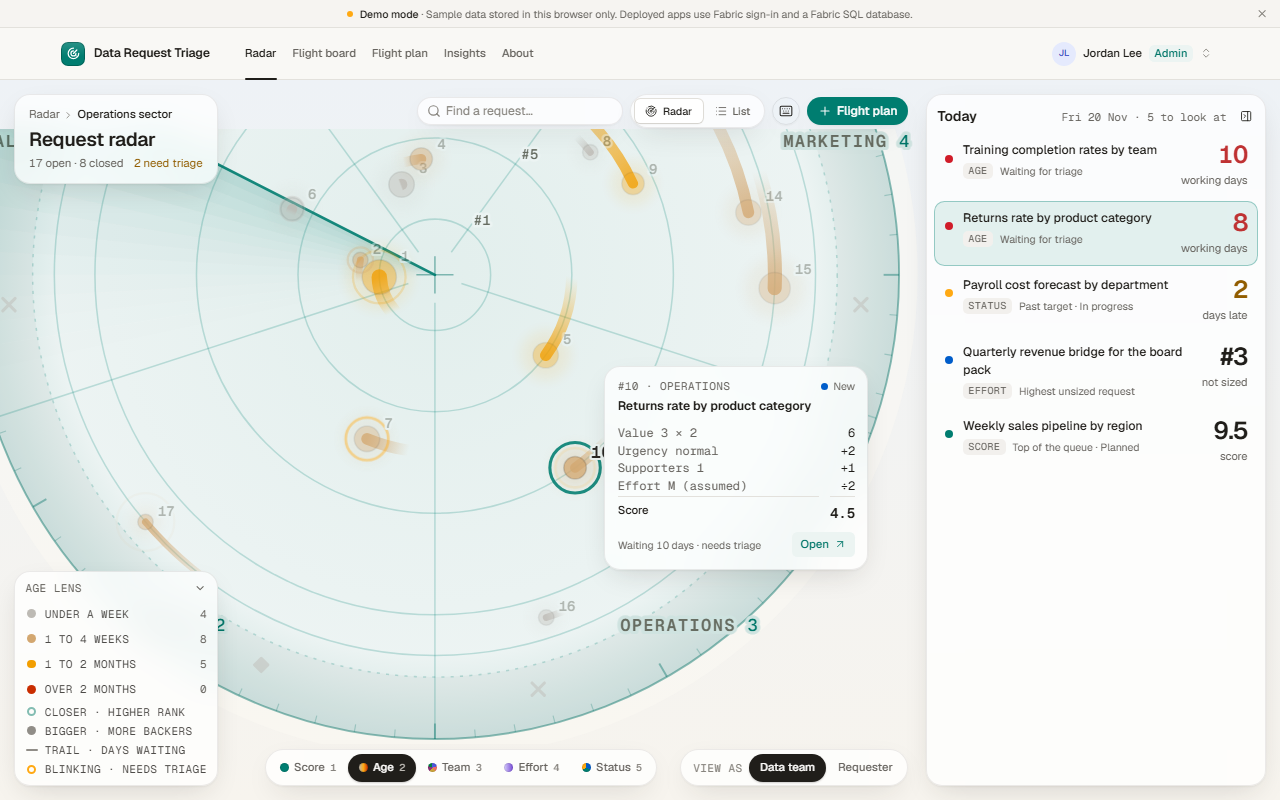 Demo mode · Sample data stored in this browser only. Deployed apps use Fabric sign-in and a Fabric SQL database.
Data Request Triage
Radar
Flight board
Flight plan
Insights
About
JL
Jordan Lee
Admin
Radar > Operations sector
Request radar
17 open · 8 closed 2 need triage
Find a request...
Radar
List
+ Flight plan
MARKETING 4
4
3
#5
8
9
6
#1
14
2
1
15
5
7
17
16
OPERATIONS 3
2
#10 · OPERATIONS
New
Returns rate by product category
Value 3 × 2 6
Urgency normal +2
Supporters 1 +1
Effort M (assumed) ÷2
Score 4.5
Waiting 10 days · needs triage
Open
AGE LENS
UNDER A WEEK 4
1 TO 4 WEEKS 8
1 TO 2 MONTHS 5
OVER 2 MONTHS 0
CLOSER · HIGHER RANK
BIGGER · MORE BACKERS
TRAIL · DAYS WAITING
BLINKING · NEEDS TRIAGE
Score 1
Age 2
Team 3
Effort 4
Status 5
VIEW AS
Data team
Requester
Today
Fri 20 Nov · 5 to look at
Training completion rates by team
10
AGE Waiting for triage
working days
Returns rate by product category
8
AGE Waiting for triage
working days
Payroll cost forecast by department
2
STATUS Past target · In progress
days late
Quarterly revenue bridge for the board
pack
#3
EFFORT Highest unsized request
not sized
Weekly sales pipeline by region
9.5
SCORE Top of the queue · Planned
score